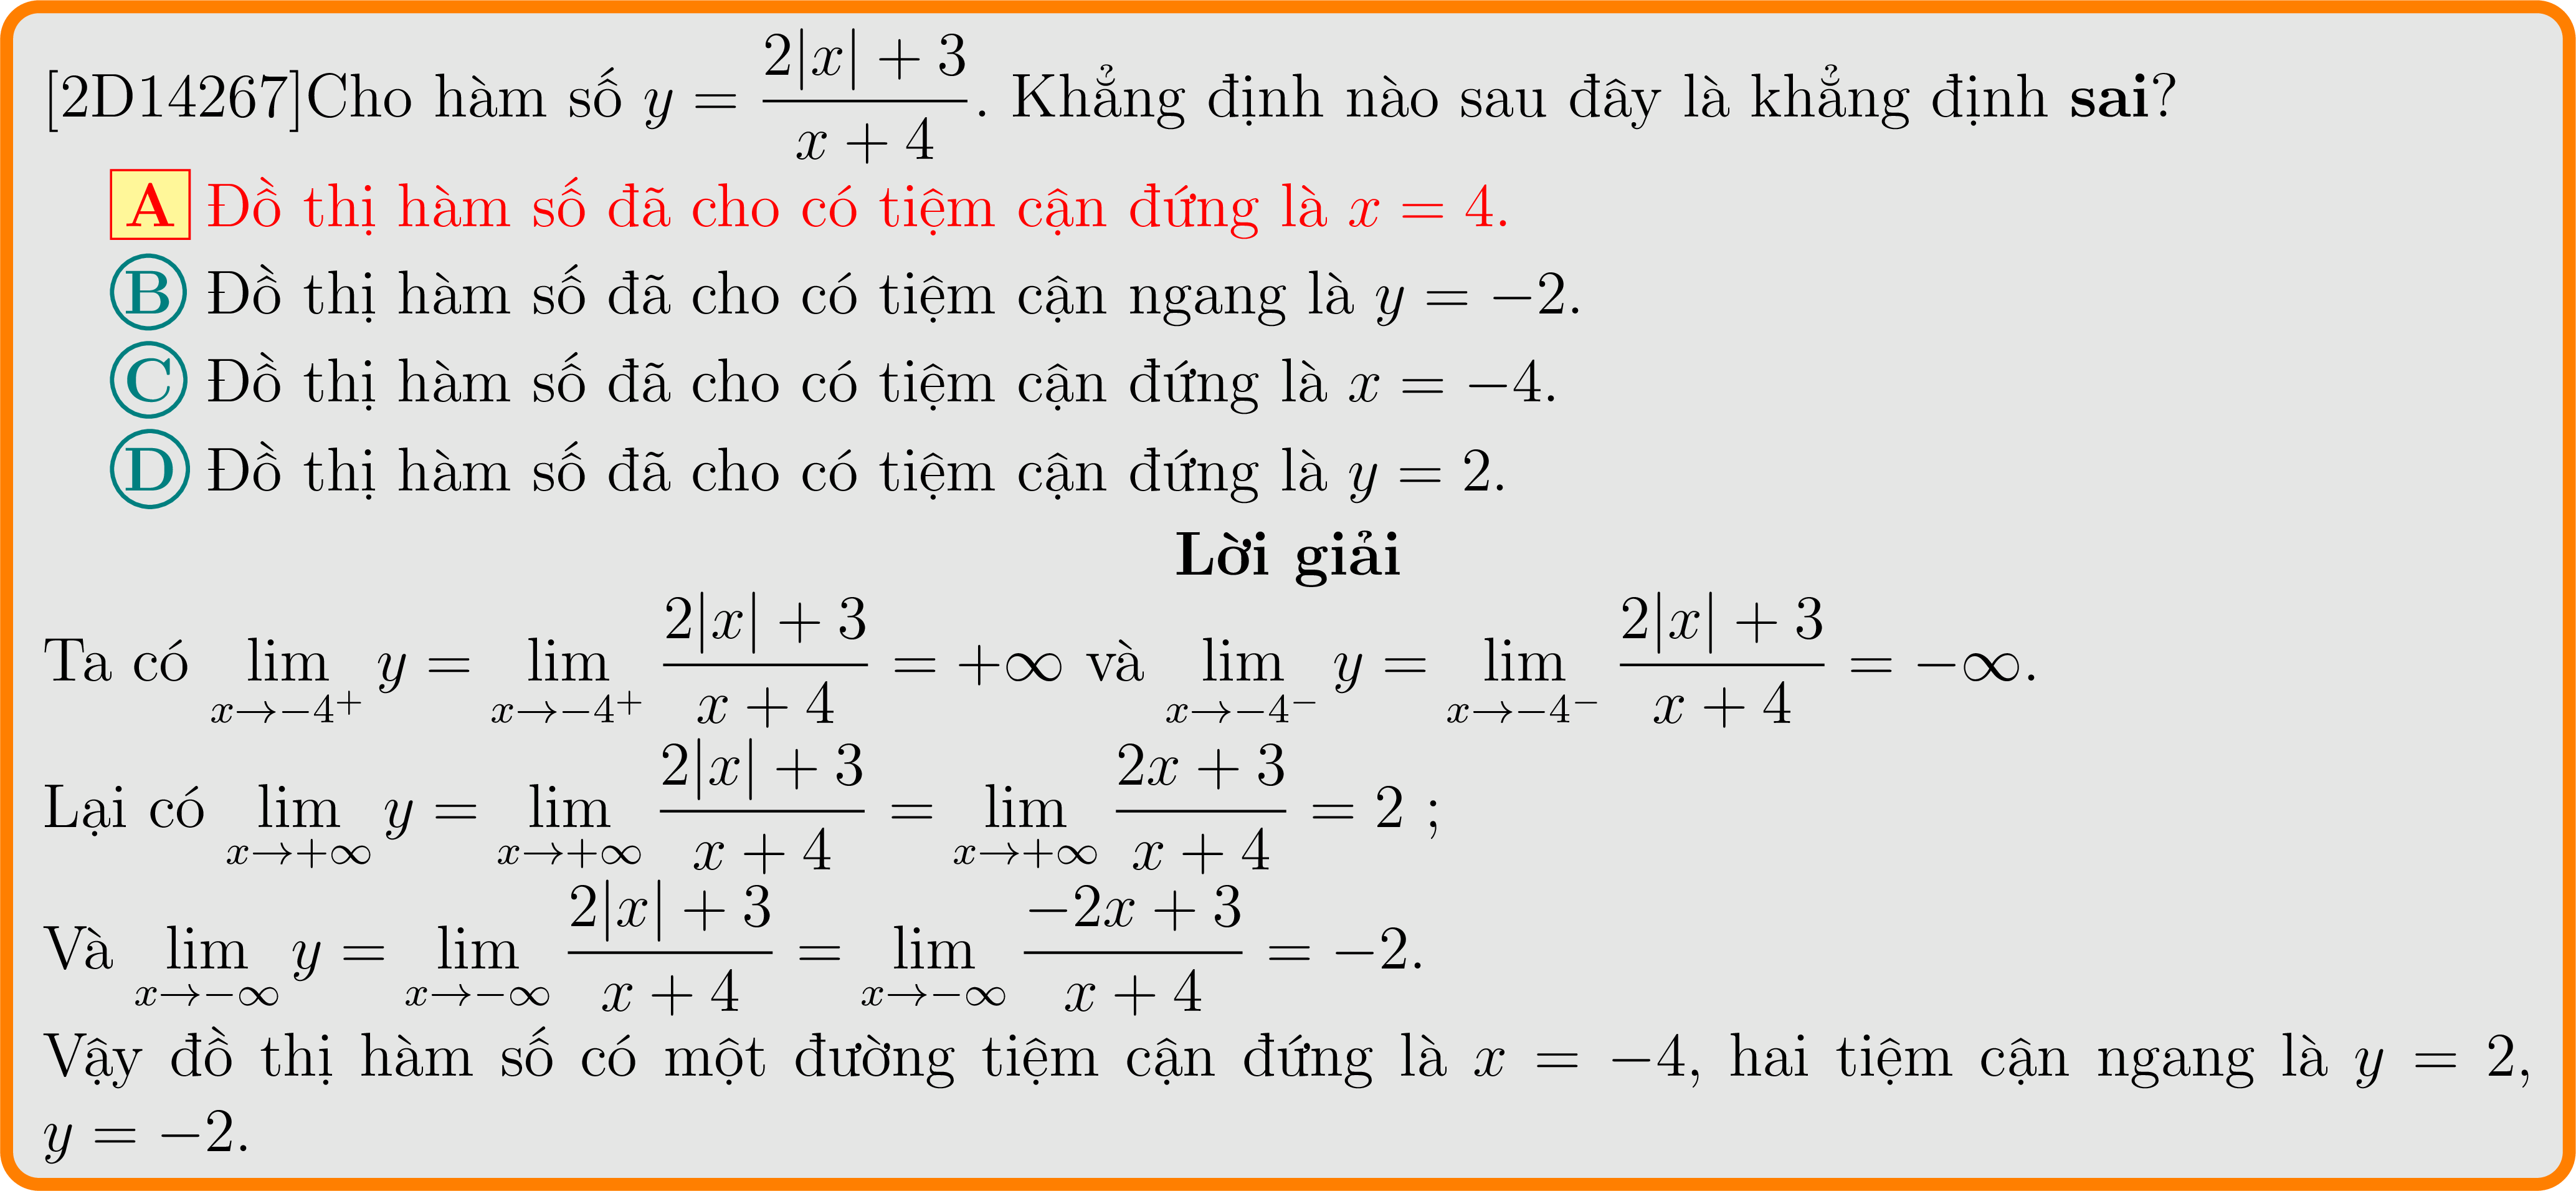 [2D14267]Cho hàm số $y = \dfrac{2|x| + 3}{x + 4}$. Khẳng định nào sau đây là khẳng định sai?
A Đồ thị hàm số đã cho có tiệm cận đứng là $x = 4$.
B Đồ thị hàm số đã cho có tiệm cận ngang là $y = -2$.
C Đồ thị hàm số đã cho có tiệm cận đứng là $x = -4$.
D Đồ thị hàm số đã cho có tiệm cận đứng là $y = 2$.
Lời giải
Ta có $\lim\limits_{x \to -4^+} y = \lim\limits_{x \to -4^+} \dfrac{2|x| + 3}{x + 4} = +\infty$ và $\lim\limits_{x \to -4^-} y = \lim\limits_{x \to -4^-} \dfrac{2|x| + 3}{x + 4} = -\infty$.
Lại có $\lim\limits_{x \to +\infty} y = \lim\limits_{x \to +\infty} \dfrac{2|x| + 3}{x + 4} = \lim\limits_{x \to +\infty} \dfrac{2x + 3}{x + 4} = 2$ ;
Và $\lim\limits_{x \to -\infty} y = \lim\limits_{x \to -\infty} \dfrac{2|x| + 3}{x + 4} = \lim\limits_{x \to -\infty} \dfrac{-2x + 3}{x + 4} = -2$.
Vậy đồ thị hàm số có một đường tiệm cận đứng là $x = -4$, hai tiệm cận ngang là $y = 2$,
$y = -2$.